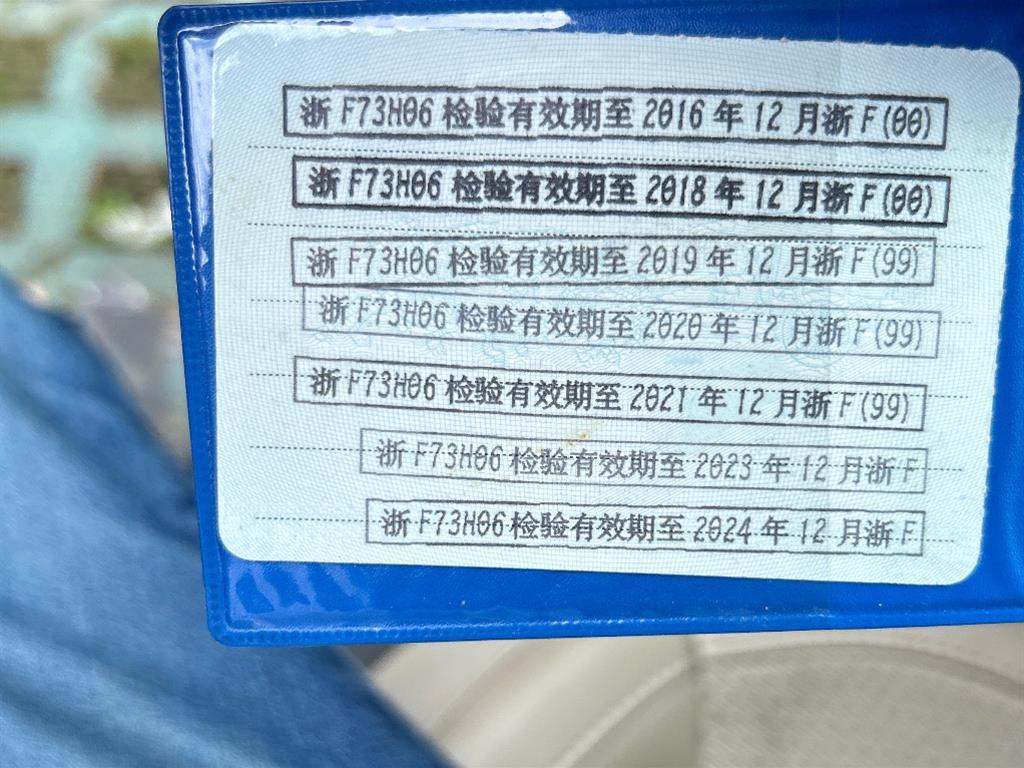 浙 F73H06 检验有效期至 2016 年 12 月浙 F(00)
浙 F73H06 检验有效期至 2018 年 12 月浙 F(00)
浙 F73H06 检验有效期至 2019 年 12 月浙 F(99)
浙 F73H06 检验有效期至 2020 年 12 月浙 F(99)
浙 F73H06 检验有效期至 2021 年 12 月浙 F(99)
浙 F73H06 检验有效期至 2023 年 12 月浙 F
浙 F73H06 检验有效期至 2024 年 12 月浙 F